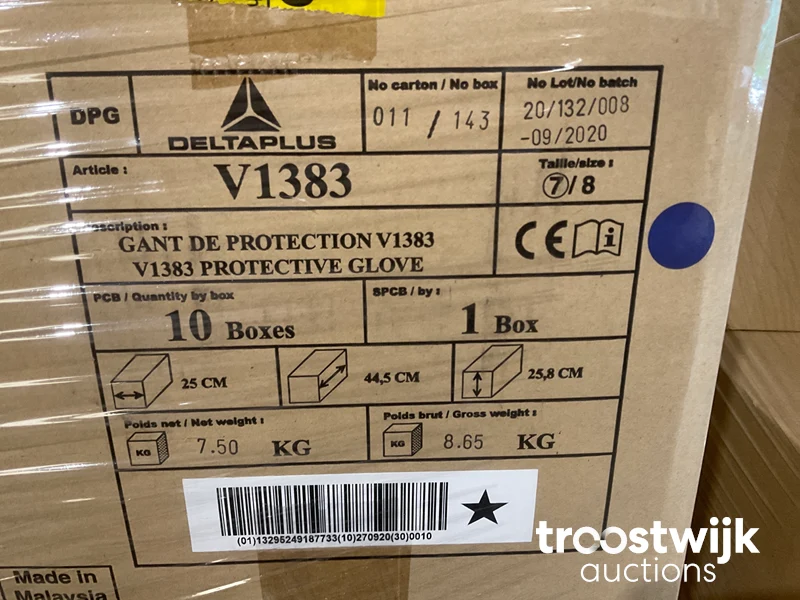 DPG
DELTAPLUS
No carton / No box
011 / 143
No Lot/No batch
20/132/008
-09/2020
Article :
V1383
Taille/size :
7/8
Description :
GANT DE PROTECTION V1383
V1383 PROTECTIVE GLOVE
CE
i
PCB / Quantity by box
10 Boxes
SPCB / by :
1 Box
25 CM
44,5 CM
25,8 CM
Poids net / Net weight :
KG
7.50 KG
Poids brut / Gross weight :
KG
8.65 KG
(01)13295249187733(10)270920(30)0010
Made in
Malaysia
troostwijk
auctions